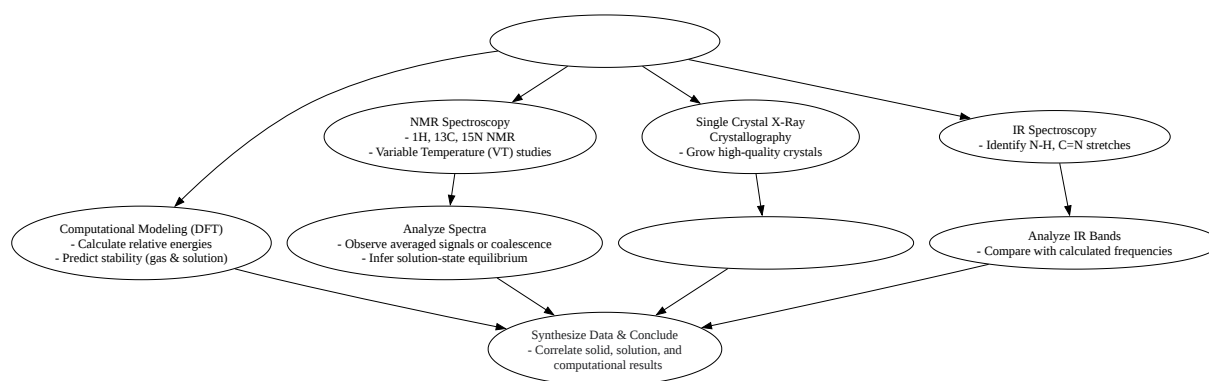 NMR Spectroscopy
- 1H, 13C, 15N NMR
- Variable Temperature (VT) studies
Single Crystal X-Ray
Crystallography
- Grow high-quality crystals
IR Spectroscopy
- Identify N-H, C=N stretches
Computational Modeling (DFT)
- Calculate relative energies
- Predict stability (gas & solution)
Analyze Spectra
- Observe averaged signals or coalescence
- Infer solution-state equilibrium
Analyze IR Bands
- Compare with calculated frequencies
Synthesize Data & Conclude
- Correlate solid, solution, and
computational results